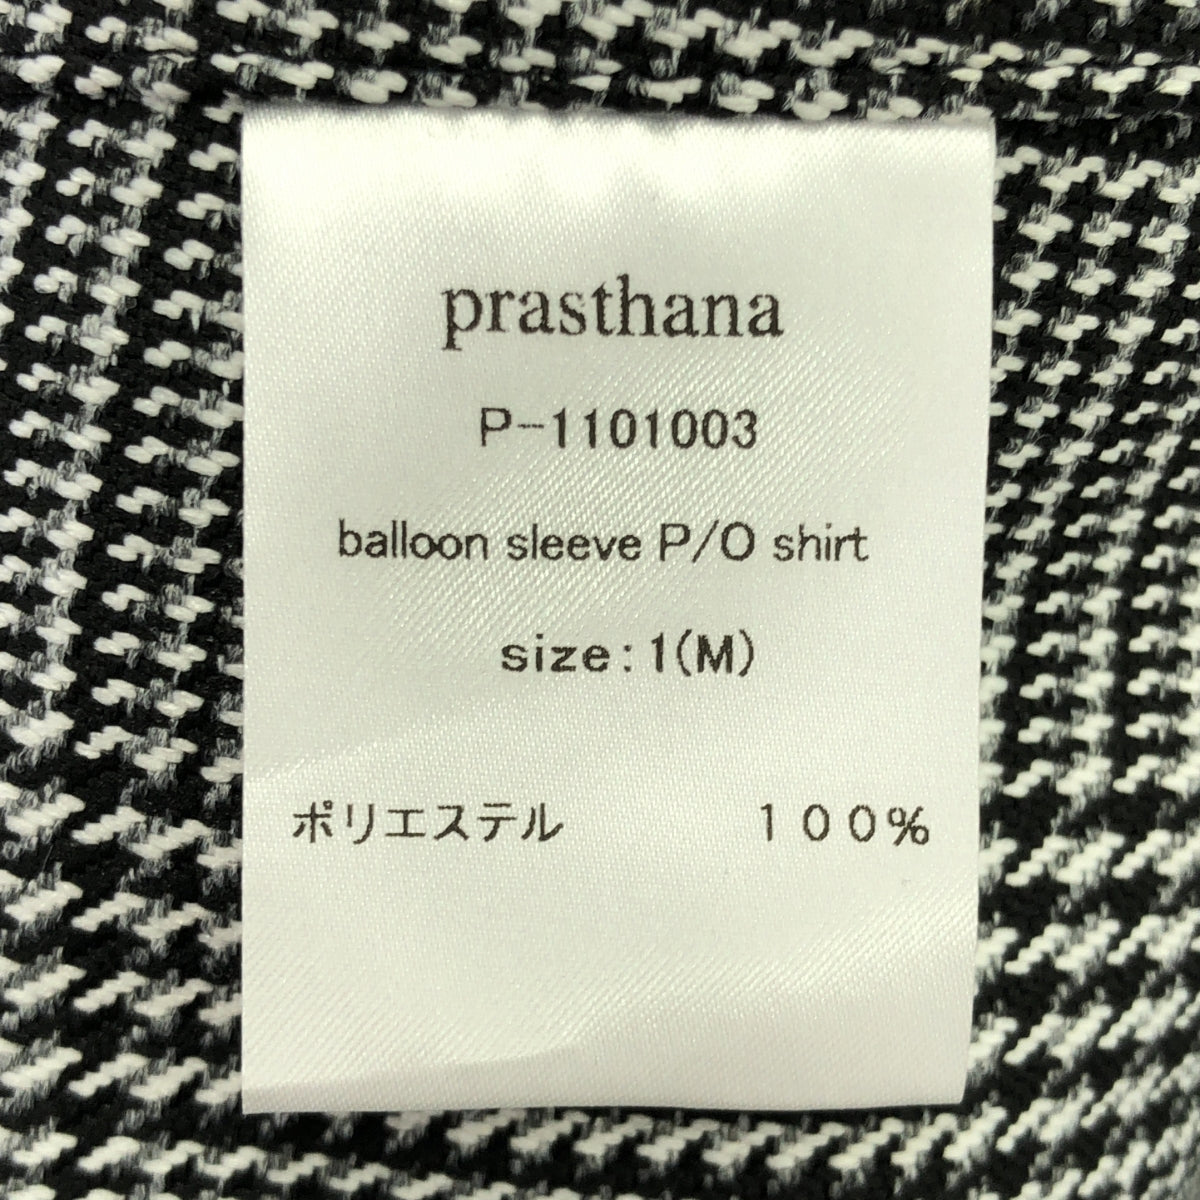 prasthana
P-1101003
balloon sleeve P/O shirt
size:1(M)
ポリエステル 100%